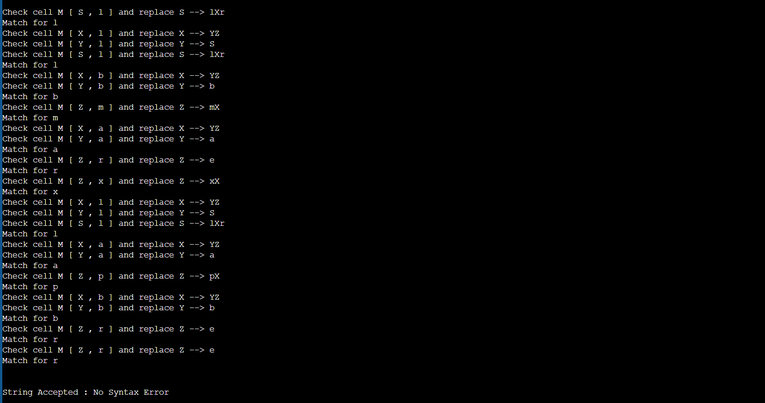 Check cell M [ S , l ] and replace S --> lXr
Match for l
Check cell M [ X , l ] and replace X --> YZ
Check cell M [ Y , l ] and replace Y --> S
Check cell M [ S , l ] and replace S --> lXr
Match for l
Check cell M [ X , b ] and replace X --> YZ
Check cell M [ Y , b ] and replace Y --> b
Match for b
Check cell M [ Z , m ] and replace Z --> mX
Match for m
Check cell M [ X , a ] and replace X --> YZ
Check cell M [ Y , a ] and replace Y --> a
Match for a
Check cell M [ Z , r ] and replace Z --> e
Match for r
Check cell M [ Z , x ] and replace Z --> xX
Match for x
Check cell M [ X , l ] and replace X --> YZ
Check cell M [ Y , l ] and replace Y --> S
Check cell M [ S , l ] and replace S --> lXr
Match for l
Check cell M [ X , a ] and replace X --> YZ
Check cell M [ Y , a ] and replace Y --> a
Match for a
Check cell M [ Z , p ] and replace Z --> pX
Match for p
Check cell M [ X , b ] and replace X --> YZ
Check cell M [ Y , b ] and replace Y --> b
Match for b
Check cell M [ Z , r ] and replace Z --> e
Match for r
Check cell M [ Z , r ] and replace Z --> e
Match for r
String Accepted : No Syntax Error